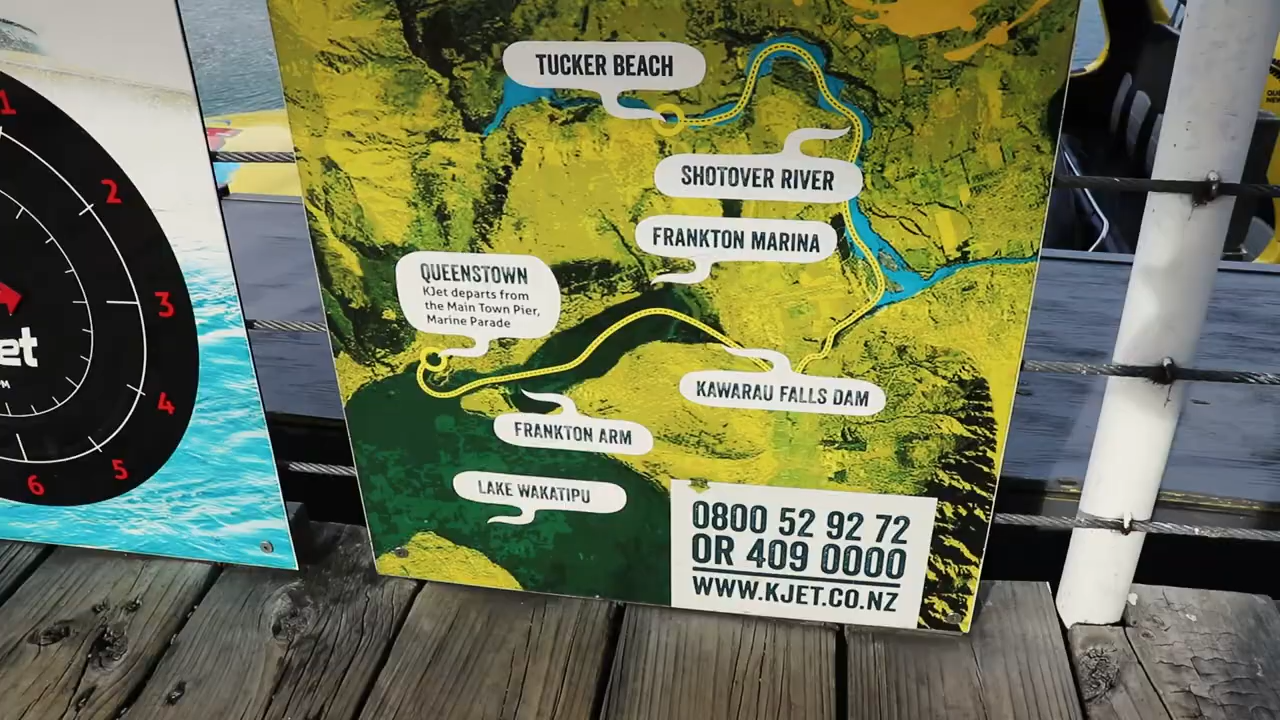 TUCKER BEACH
SHOTOVER RIVER
FRANKTON MARINA
QUEENSTOWN
KJet departs from
the Main Town Pier,
Marine Parade
KAWARAU FALLS DAM
FRANKTON ARM
LAKE WAKATIPU
0800 52 92 72
OR 409 0000
WWW.KJET.CO.NZ
1
2
3
4
5
6
et